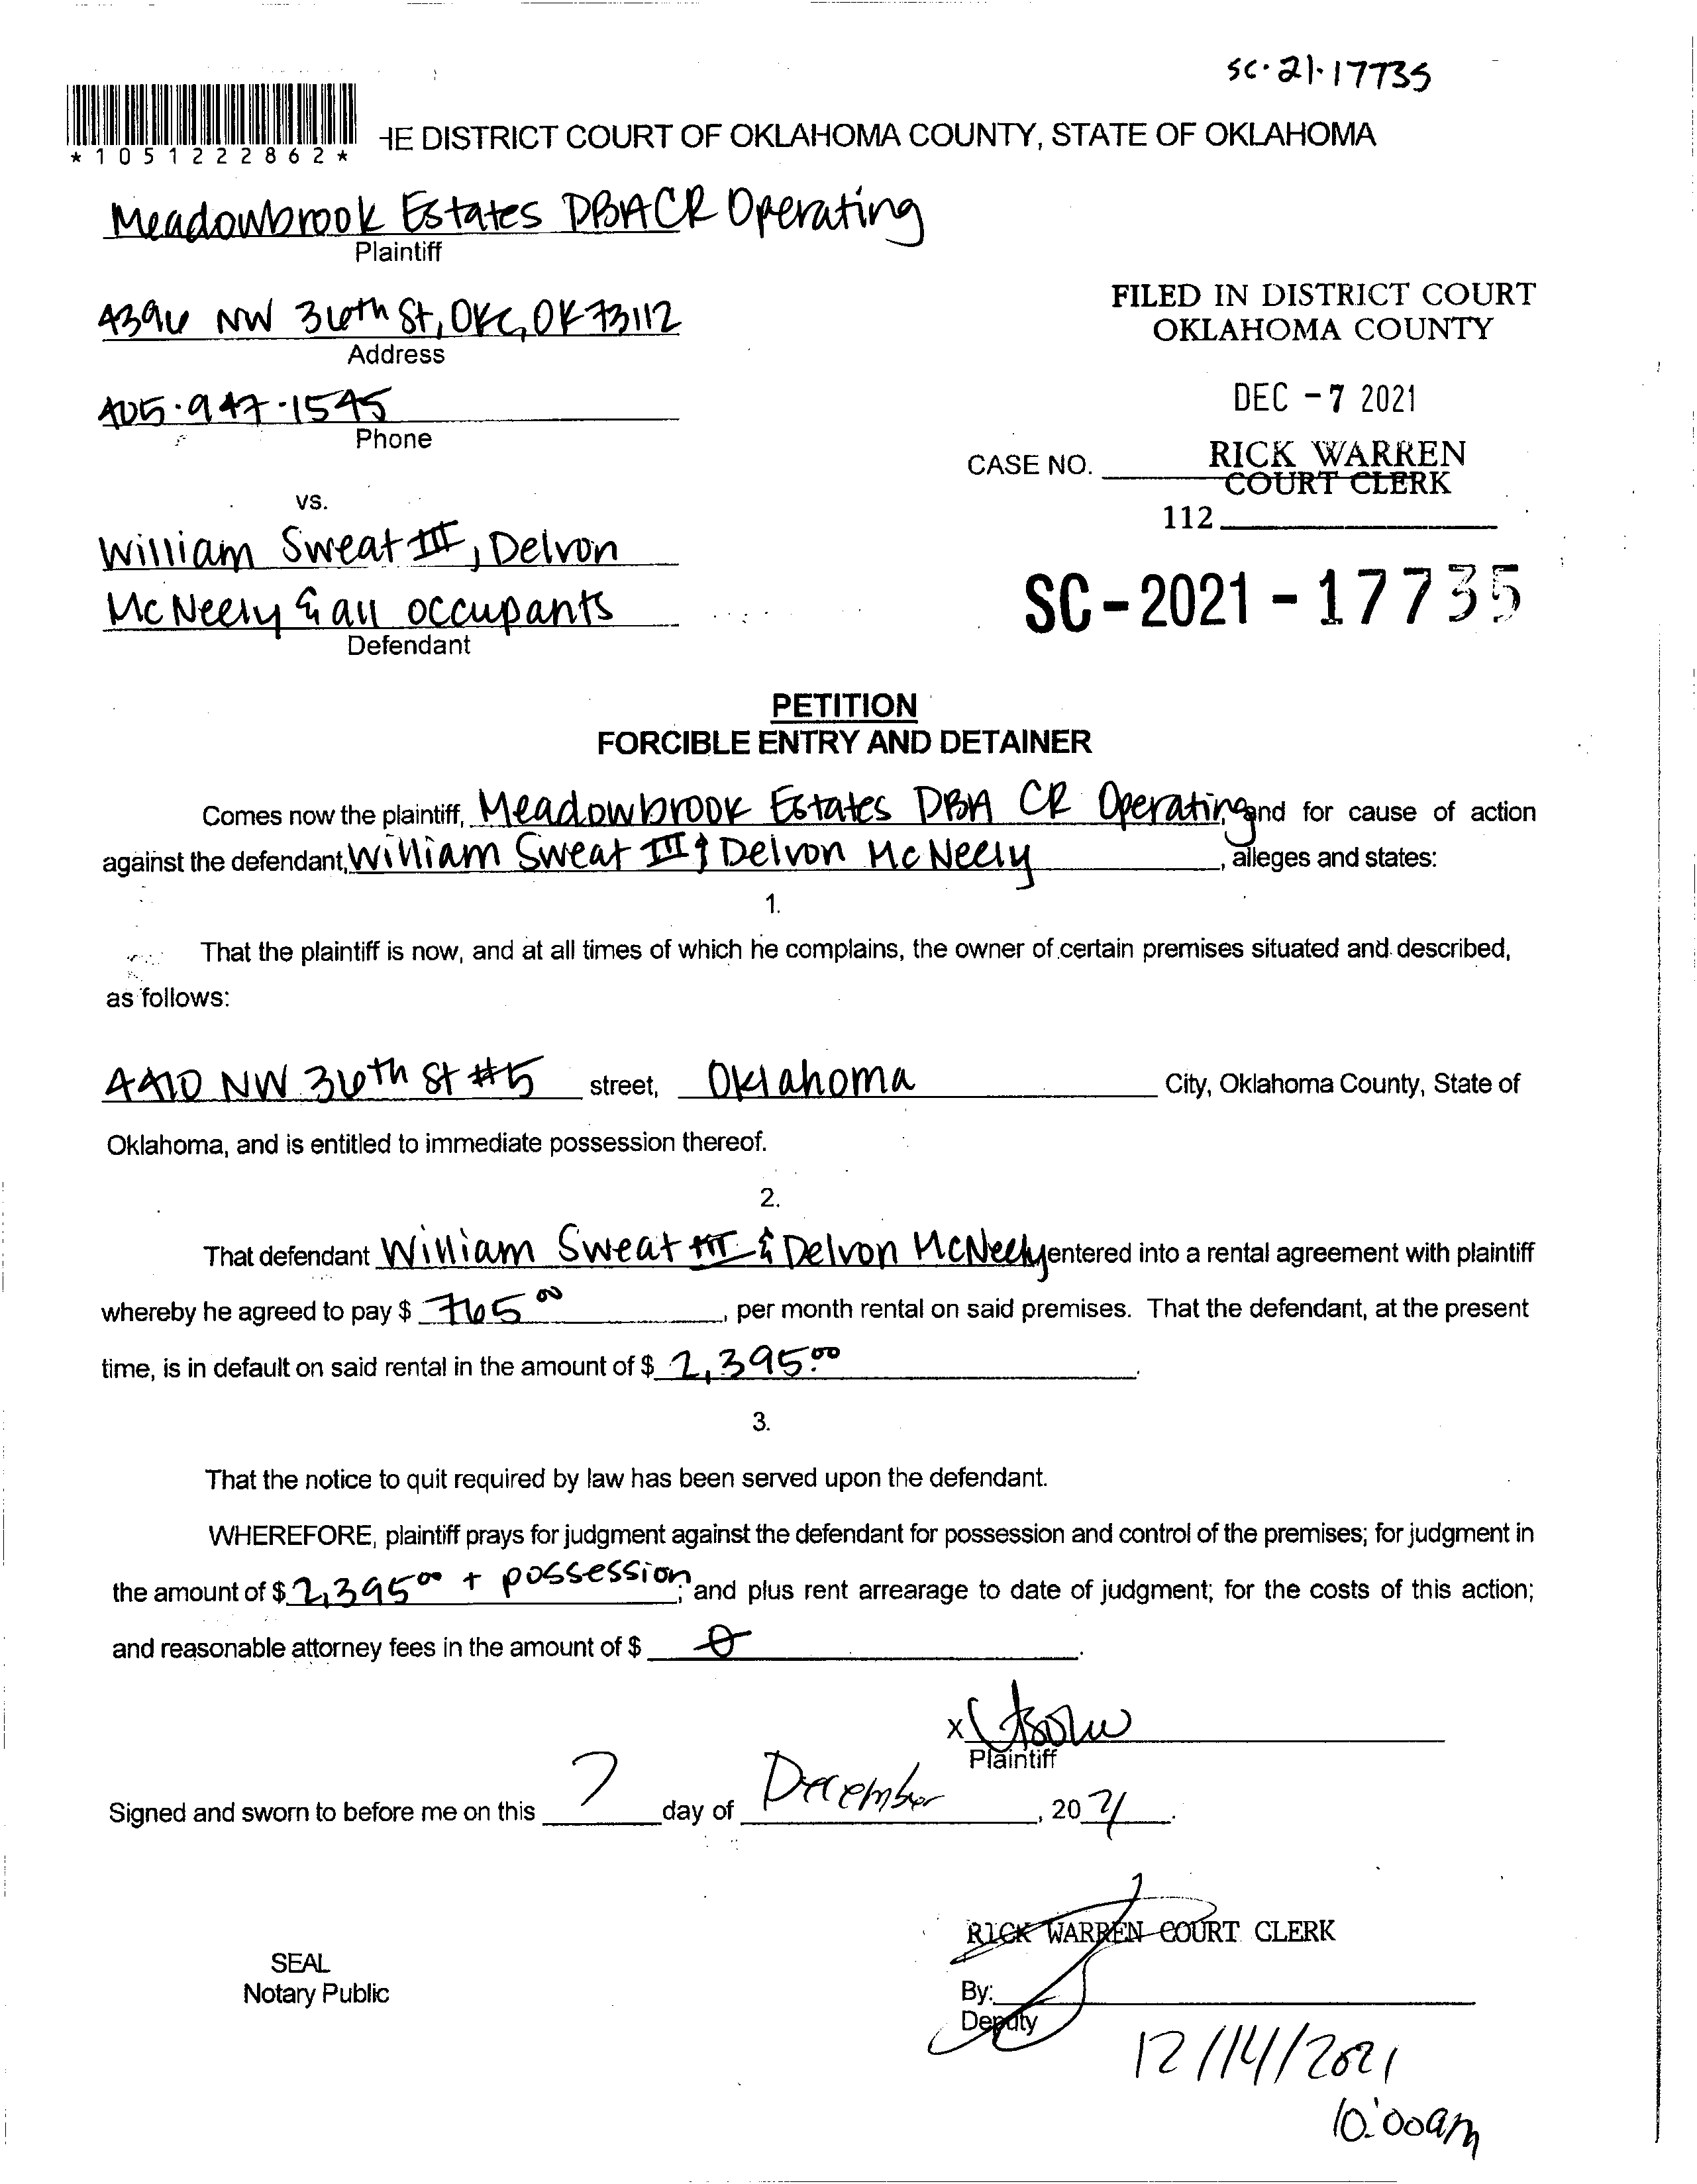 SC·21·17735
*1051222862*
HE DISTRICT COURT OF OKLAHOMA COUNTY, STATE OF OKLAHOMA
Meadowbrook Estates DBA CR Operating
Plaintiff
4396 NW 36th St, OKC, OK 73112
Address
FILED IN DISTRICT COURT
OKLAHOMA COUNTY
DEC -7 2021
405·947·1545
Phone
CASE NO.
RICK WARREN
COURT CLERK
112
vs.
William Sweat III, Delvon
McNeely & all occupants
Defendant
SC-2021-17735
PETITION
FORCIBLE ENTRY AND DETAINER
Comes now the plaintiff, Meadowbrook Estates DBA CR Operating and for cause of action
against the defendant, William Sweat III & Delvon McNeely, alleges and states:
1.
That the plaintiff is now, and at all times of which he complains, the owner of certain premises situated and described,
as follows:
4410 NW 36th St #5 street, Oklahoma City, Oklahoma County, State of
Oklahoma, and is entitled to immediate possession thereof.
2.
That defendant William Sweat III & Delvon McNeely entered into a rental agreement with plaintiff
whereby he agreed to pay $ 765.00, per month rental on said premises. That the defendant, at the present
time, is in default on said rental in the amount of $ 2,395.00.
3.
That the notice to quit required by law has been served upon the defendant.
WHEREFORE, plaintiff prays for judgment against the defendant for possession and control of the premises; for judgment in
the amount of $ 2,395 00 + possession; and plus rent arrearage to date of judgment; for the costs of this action;
and reasonable attorney fees in the amount of $ 0.
X
Plaintiff
Signed and sworn to before me on this 7 day of December, 2021.
RICK WARREN COURT CLERK
SEAL
Notary Public
By:
Deputy
12/14/2021
10:00am